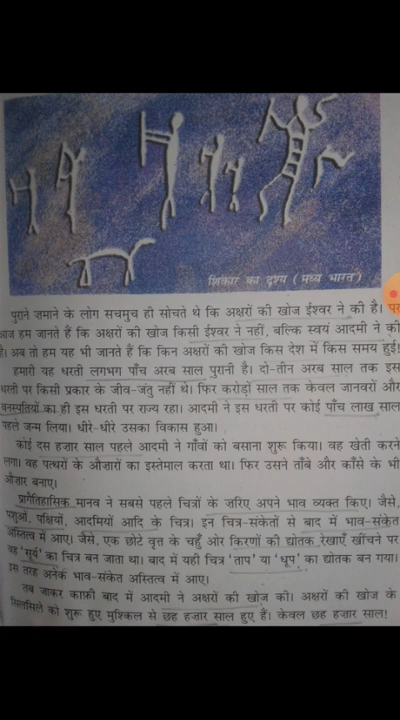 शिकार का दृश्य (मध्य भारत)
पुराने ज़माने के लोग सचमुच ही सोचते थे कि अक्षरों की खोज ईश्वर ने की है। पर
आज हम जानते हैं कि अक्षरों की खोज किसी ईश्वर ने नहीं, बल्कि स्वयं आदमी ने की
है। अब तो हम यह भी जानते हैं कि किन अक्षरों की खोज किस देश में किस समय हुई!
हमारी यह धरती लगभग पाँच अरब साल पुरानी है। दो-तीन अरब साल तक इस
धरती पर किसी प्रकार के जीव-जंतु नहीं थे। फिर करोड़ों साल तक केवल जानवरों और
वनस्पतियों का ही इस धरती पर राज्य रहा। आदमी ने इस धरती पर कोई पाँच लाख साल
पहले जन्म लिया। धीरे-धीरे उसका विकास हुआ।
कोई दस हज़ार साल पहले आदमी ने गाँवों को बसाना शुरू किया। वह खेती करने
लगा। वह पत्थरों के औज़ारों का इस्तेमाल करता था। फिर उसने ताँबे और काँसे के भी
औज़ार बनाए।
प्रागैतिहासिक मानव ने सबसे पहले चित्रों के ज़रिए अपने भाव व्यक्त किए। जैसे,
पशुओं, पक्षियों, आदमियों आदि के चित्र। इन चित्र-संकेतों से बाद में भाव-संकेत
अस्तित्व में आए। जैसे, एक छोटे वृत्त के चहुँ ओर किरणों की द्योतक रेखाएँ खींचने पर
वह 'सूर्य' का चित्र बन जाता था। बाद में यही चित्र 'ताप' या 'धूप' का द्योतक बन गया।
इस तरह अनेक भाव-संकेत अस्तित्व में आए।
तब जाकर काफ़ी बाद में आदमी ने अक्षरों की खोज की। अक्षरों की खोज के
सिलसिले को शुरू हुए मुश्किल से छह हज़ार साल हुए हैं। केवल छह हज़ार साल!